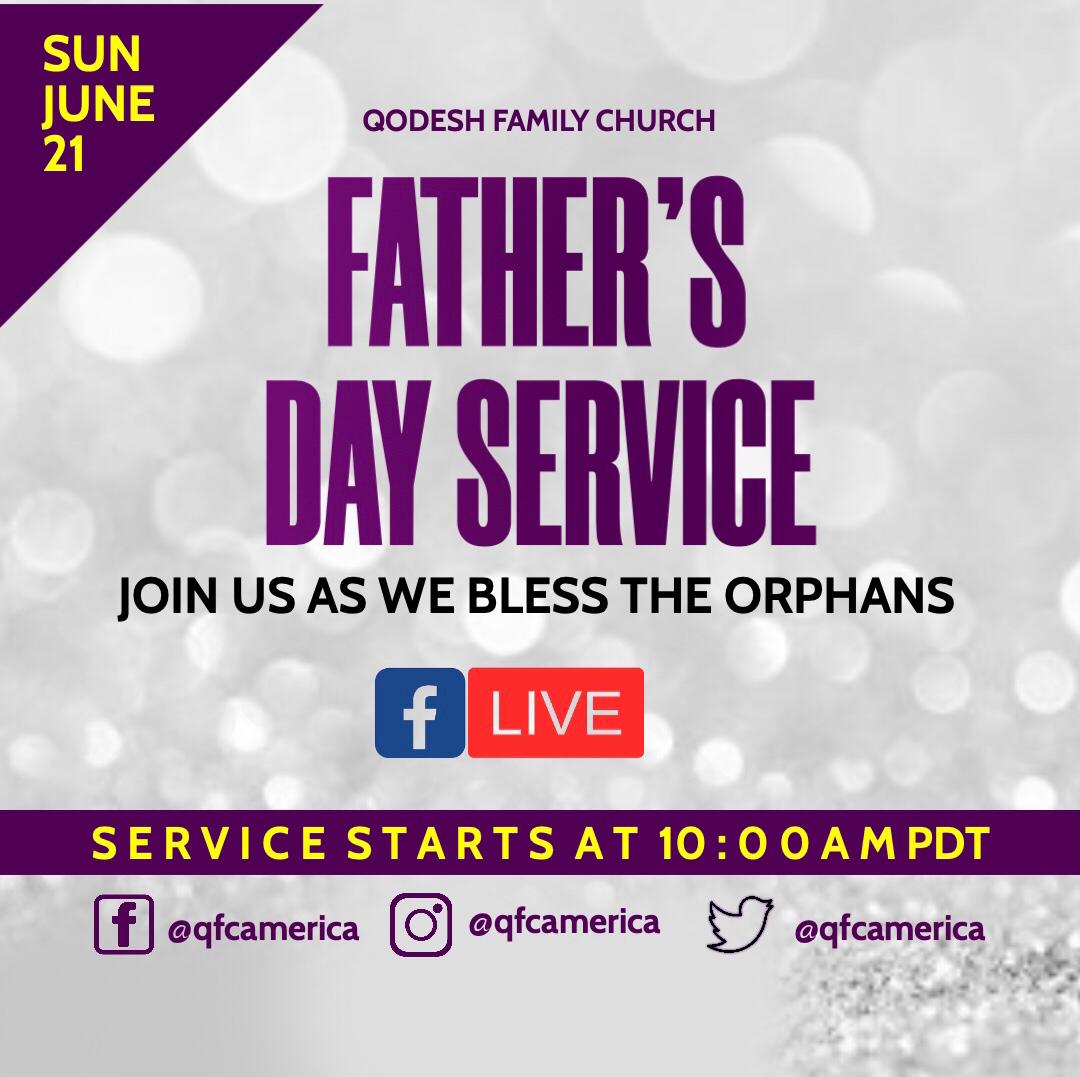 SUN
JUNE
21
QODESH FAMILY CHURCH
FATHER'S
DAY SERVICE
JOIN US AS WE BLESS THE ORPHANS
f LIVE
SERVICE STARTS AT 10:00AM PDT
f @qfcamerica @qfcamerica @qfcamerica